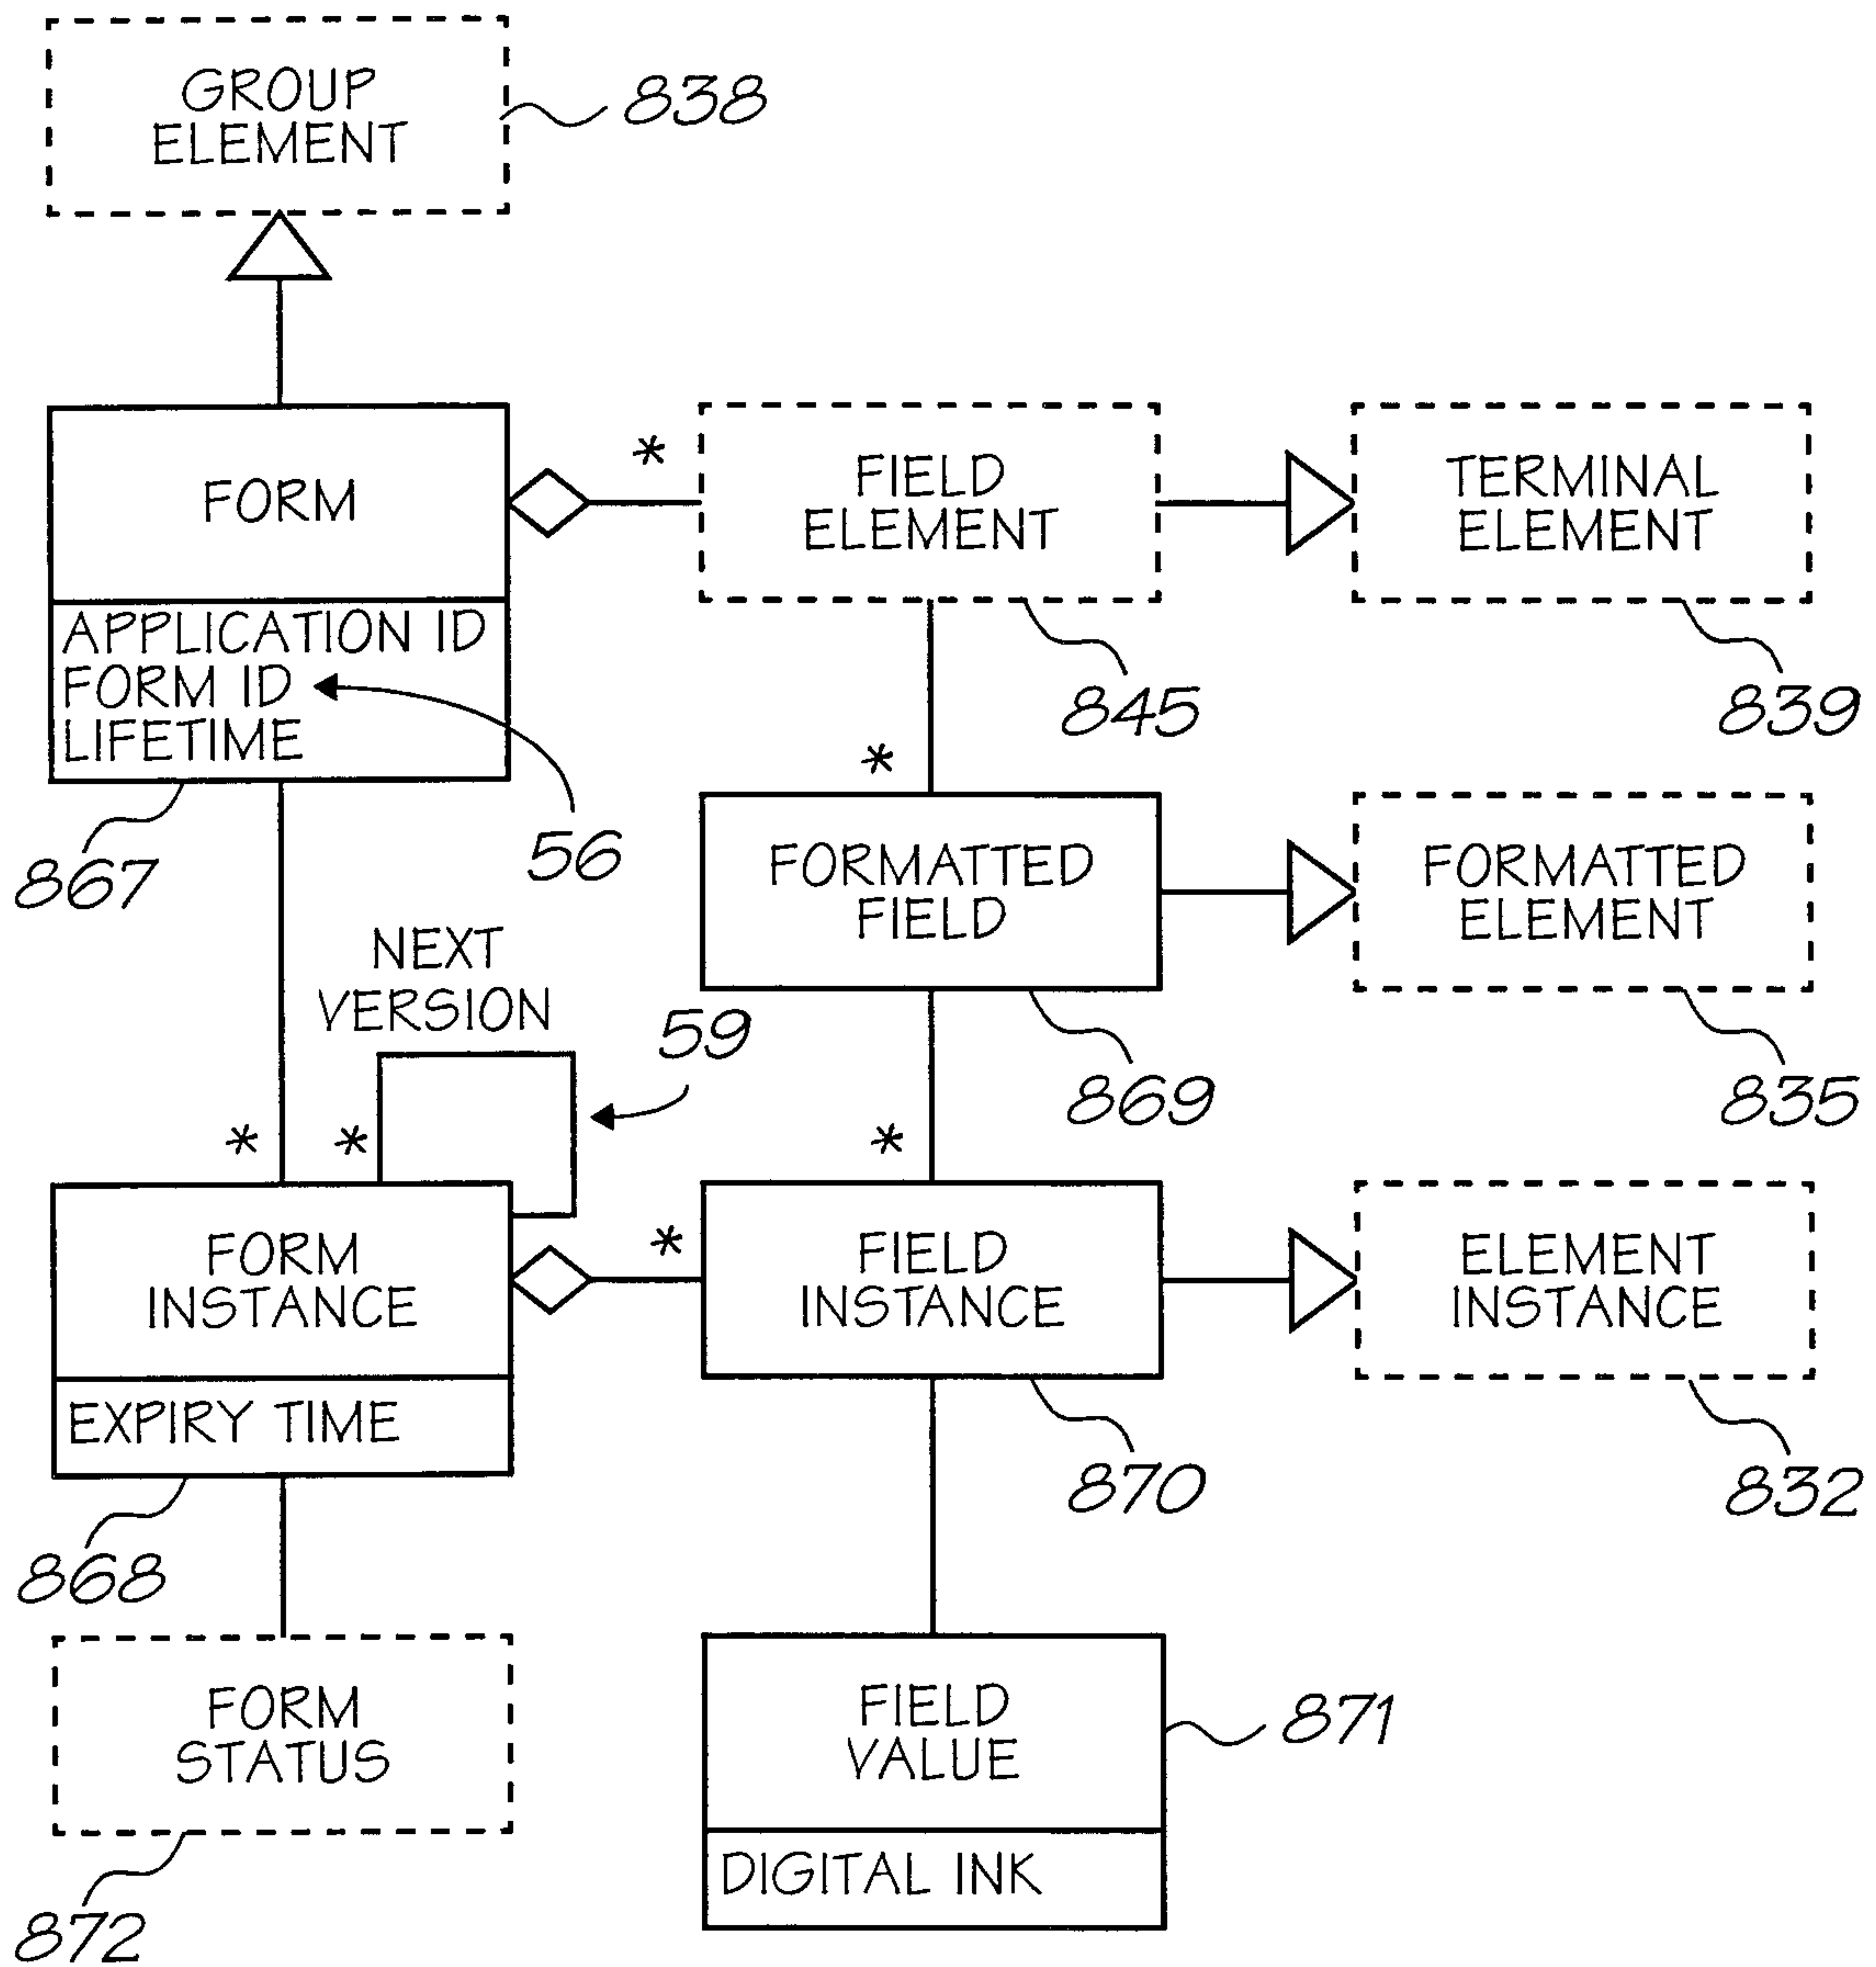 GROUP
ELEMENT
838
FORM
APPLICATION ID
FORM ID
LIFETIME
867
56
*
FIELD
ELEMENT
845
TERMINAL
ELEMENT
839
*
FORMATTED
FIELD
869
FORMATTED
ELEMENT
835
NEXT
VERSION
59
*
*
FORM
INSTANCE
EXPIRY TIME
868
*
*
FIELD
INSTANCE
870
ELEMENT
INSTANCE
832
FORM
STATUS
872
FIELD
VALUE
DIGITAL INK
871